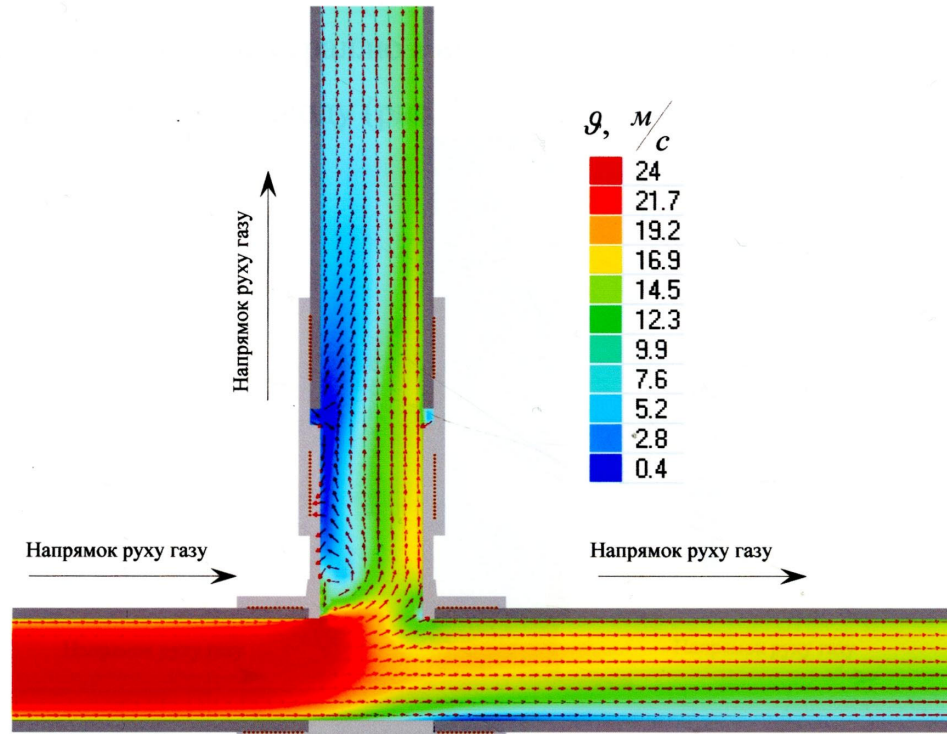 ϑ, м/с
24
21.7
19.2
16.9
14.5
12.3
9.9
7.6
5.2
2.8
0.4
Напрямок руху газу
Напрямок руху газу
Напрямок руху газу